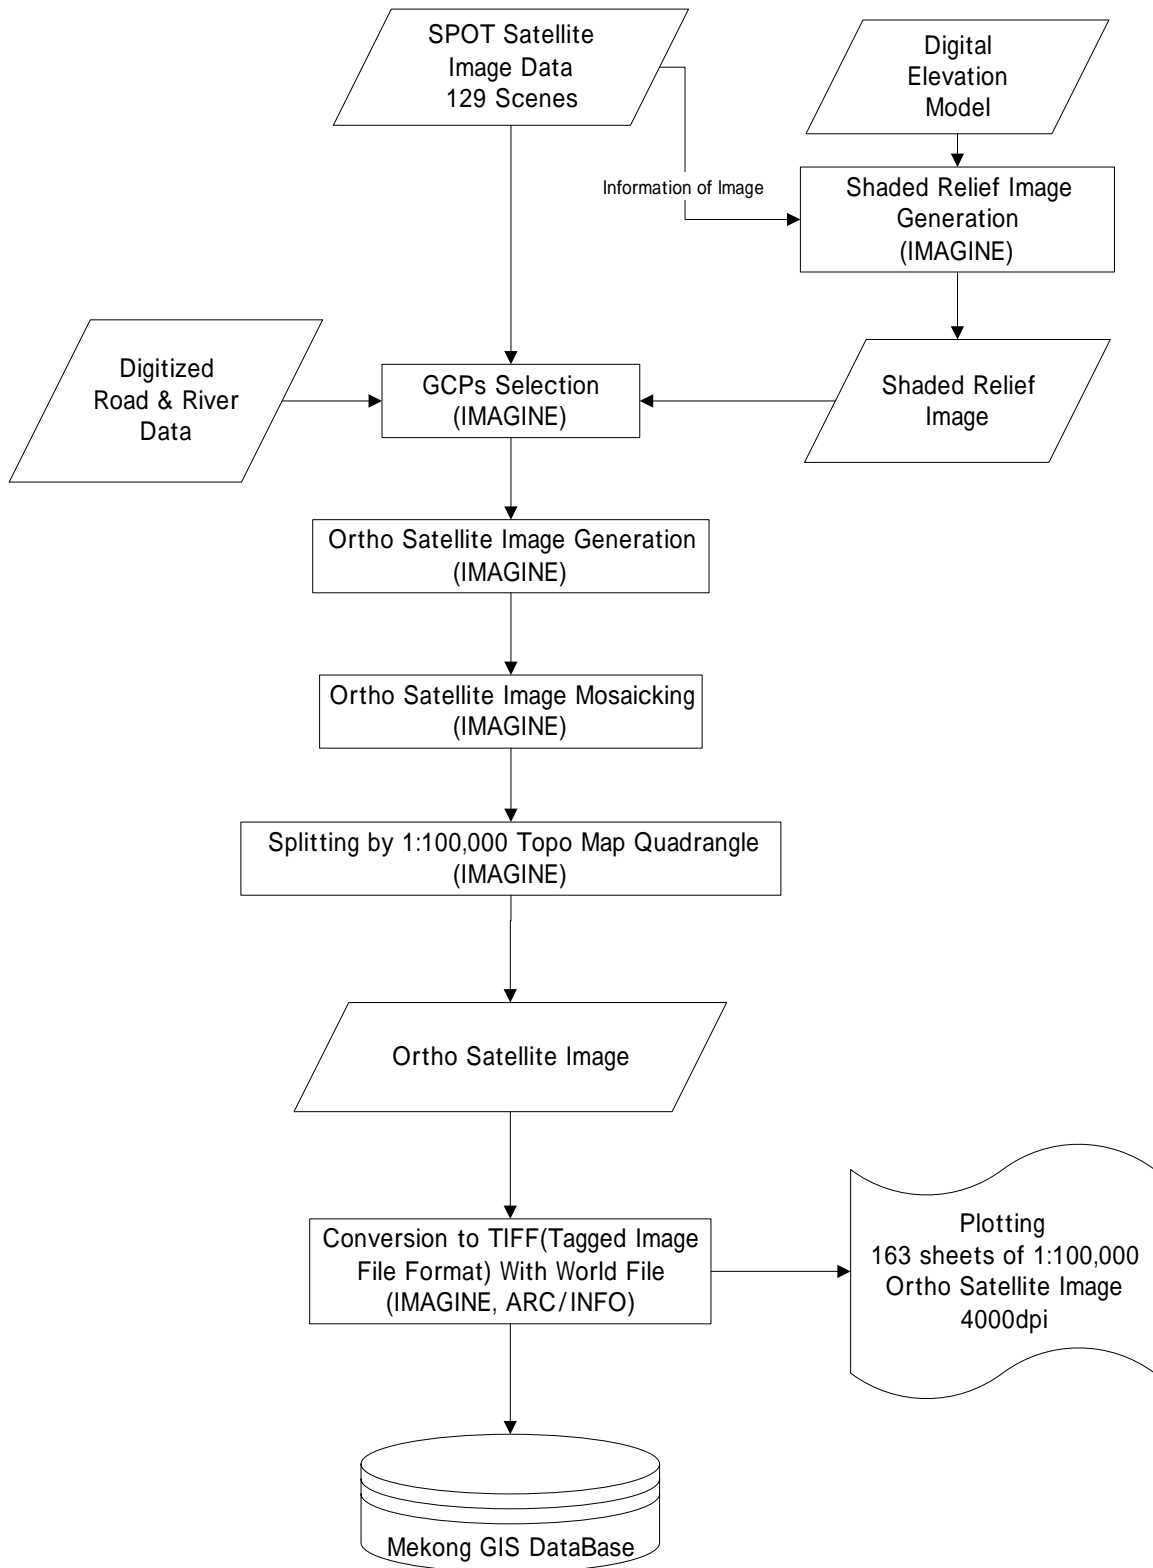 SPOT Satellite
Image Data
129 Scenes
Digital
Elevation
Model
Information of Image
Shaded Relief Image
Generation
(IMAGINE)
Digitized
Road & River
Data
GCPs Selection
(IMAGINE)
Shaded Relief
Image
Ortho Satellite Image Generation
(IMAGINE)
Ortho Satellite Image Mosaicking
(IMAGINE)
Splitting by 1:100,000 Topo Map Quadrangle
(IMAGINE)
Ortho Satellite Image
Conversion to TIFF(Tagged Image
File Format) With World File
(IMAGINE, ARC/INFO)
Plotting
163 sheets of 1:100,000
Ortho Satellite Image
4000dpi
Mekong GIS DataBase